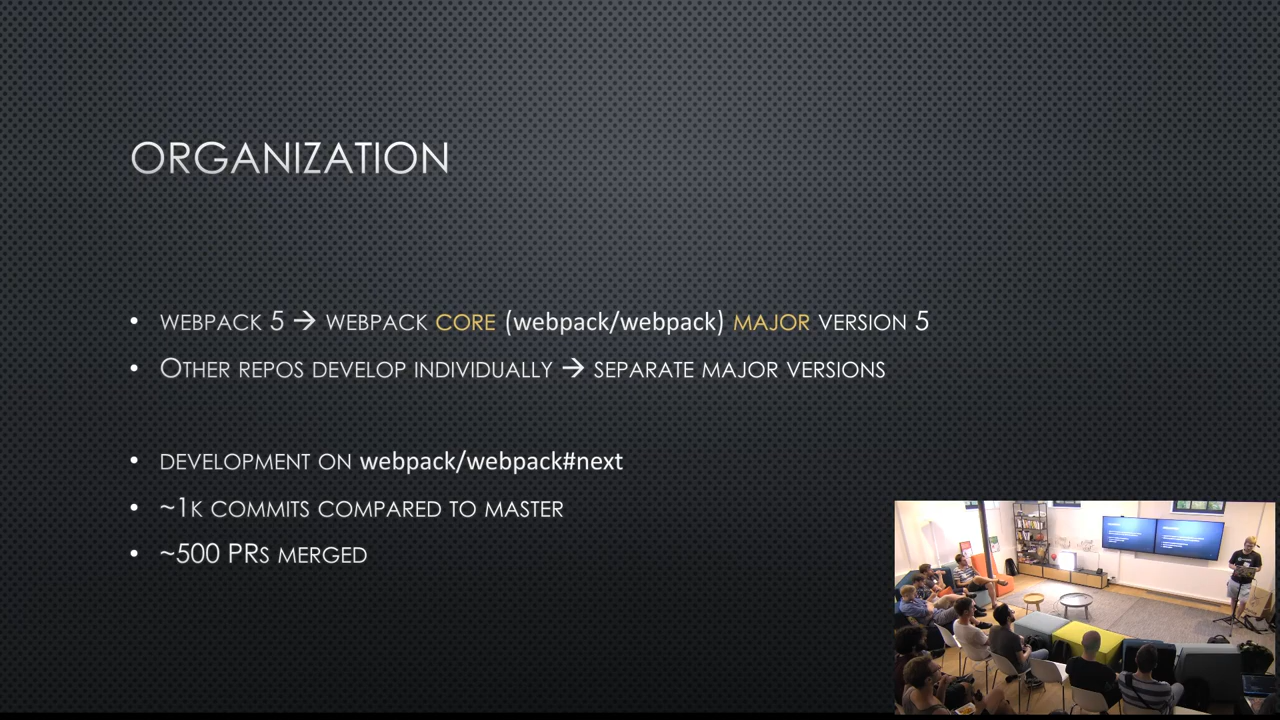 ORGANIZATION
• WEBPACK 5 → WEBPACK CORE (webpack/webpack) MAJOR VERSION 5
• OTHER REPOS DEVELOP INDIVIDUALLY → SEPARATE MAJOR VERSIONS
• DEVELOPMENT ON webpack/webpack#next
• ~1K COMMITS COMPARED TO MASTER
• ~500 PRS MERGED